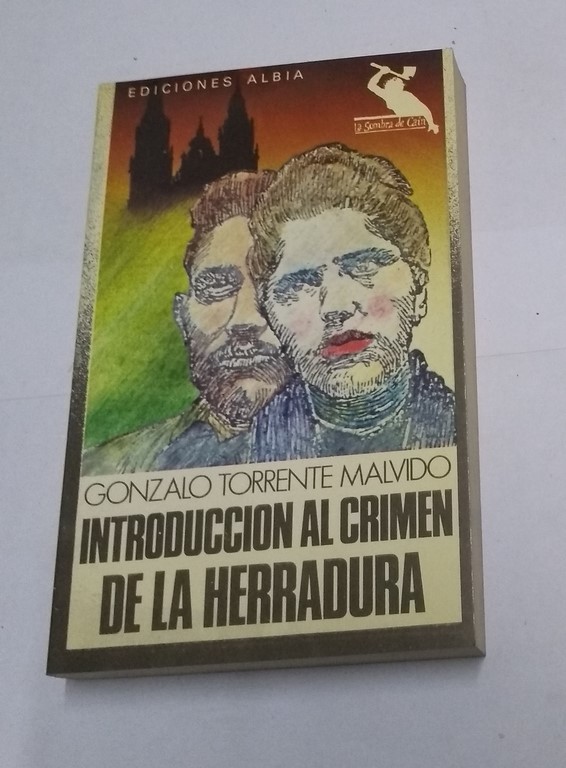 EDICIONES ALBIA
la Sombra de Caín
GONZALO TORRENTE MALVIDO
INTRODUCCION AL CRIMEN
DE LA HERRADURA